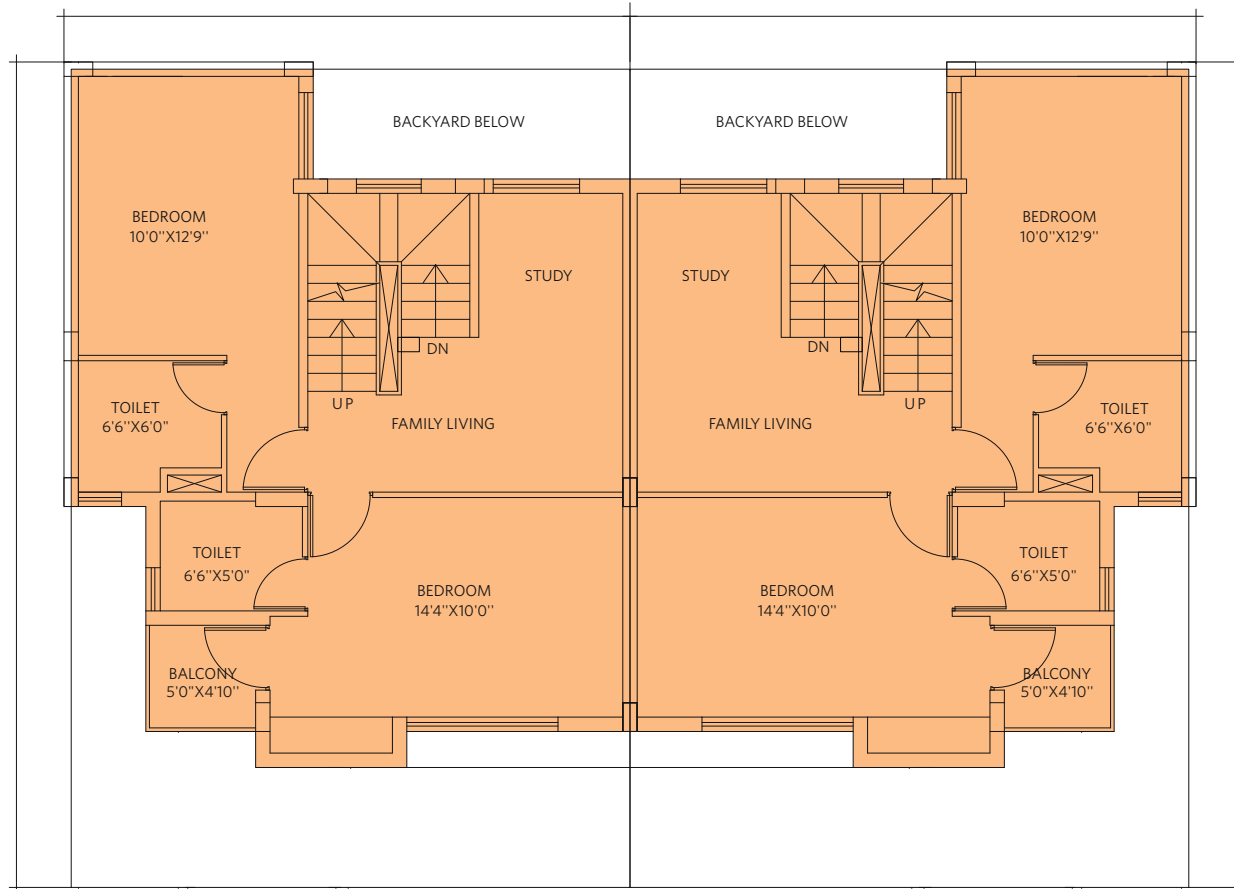 BACKYARD BELOW
BACKYARD BELOW
BEDROOM
10'0''X12'9''
BEDROOM
10'0''X12'9''
STUDY
STUDY
DN
DN
UP
UP
TOILET
6'6''X6'0"
FAMILY LIVING
FAMILY LIVING
TOILET
6'6''X6'0"
TOILET
6'6''X5'0"
BEDROOM
14'4''X10'0''
BEDROOM
14'4''X10'0''
TOILET
6'6''X5'0"
BALCONY
5'0''X4'10''
BALCONY
5'0''X4'10''